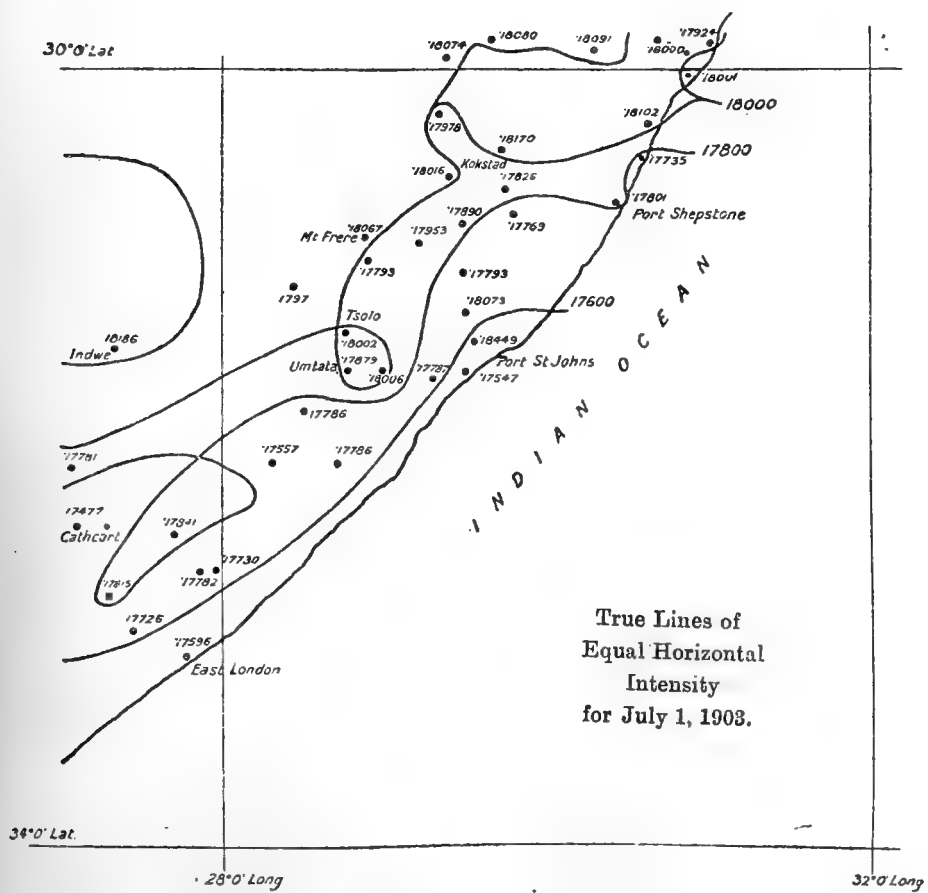 30°0' Lat
·18074
·18080
·18091
·18000
·17924
·18001
18000
·17978
·18102
·18170
17800
·17735
Kokstad
·18016
·17826
·17801
Port Shepstone
·17890
·17769
·18067
Mt Frere
·17953
·17793
·17793
·1797
·18073
17600
Tsolo
·18002
·18186
Indwe
·18449
Port St Johns
·17879
Umtata
·18006
·17787
·17547
·17786
INDIAN OCEAN
·17781
·17557
·17786
·17477
Cathcart
·17841
·17730
·17782
·17815
·17726
·17596
East London
True Lines of
Equal Horizontal
Intensity
for July 1, 1903.
34°0' Lat.
28°0' Long
32°0' Long